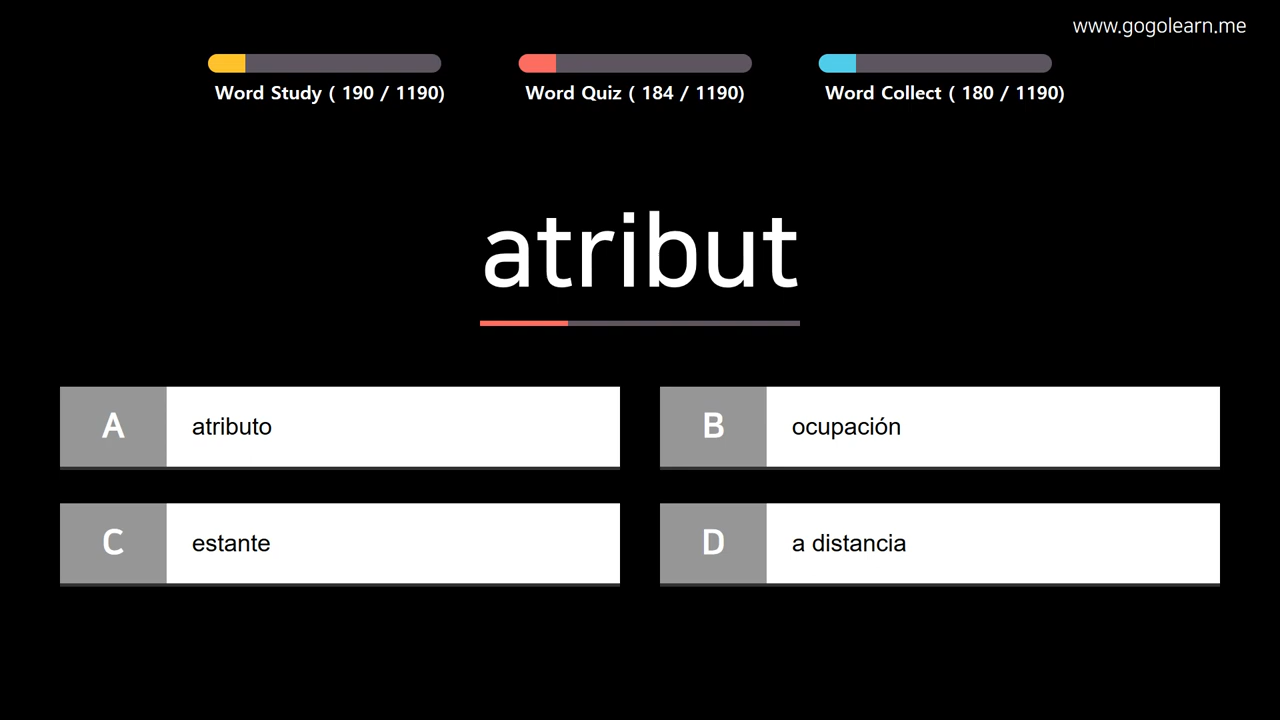 www.gogolearn.me
Word Study ( 190 / 1190)
Word Quiz ( 184 / 1190)
Word Collect ( 180 / 1190)
atribut
A
atributo
B
ocupación
C
estante
D
a distancia